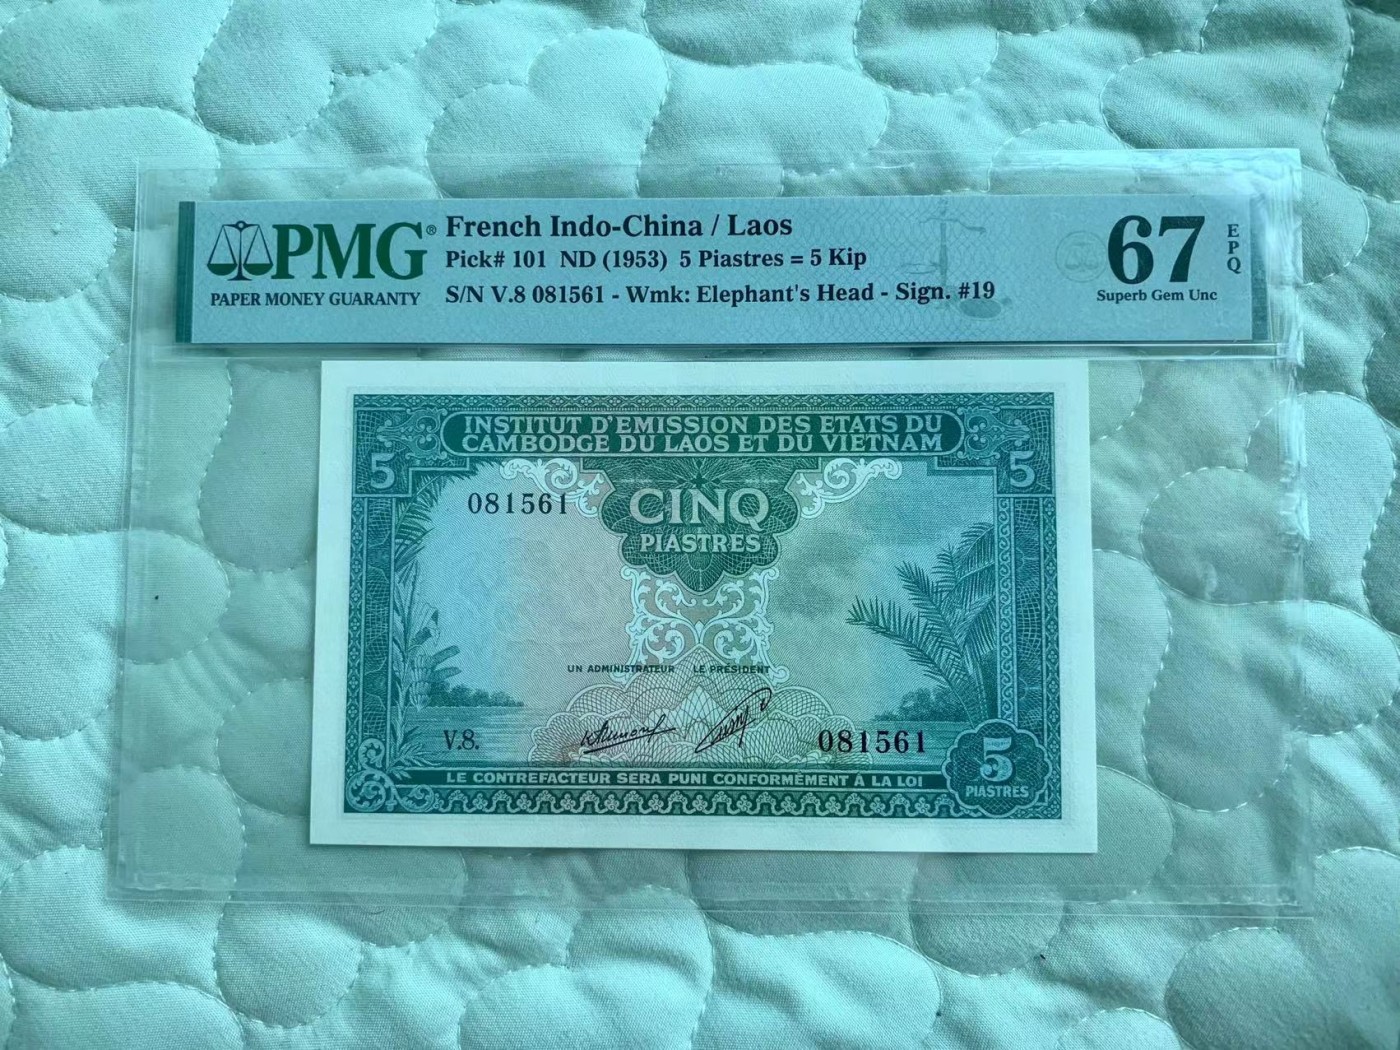 PMG®
PAPER MONEY GUARANTY
French Indo-China / Laos
Pick# 101 ND (1953) 5 Piastres = 5 Kip
S/N V.8 081561 - Wmk: Elephant's Head - Sign. #19
67
EPQ
Superb Gem Unc
INSTITUT D'EMISSION DES ETATS DU
CAMBODGE DU LAOS ET DU VIETNAM
5
5
081561
CINQ
PIASTRES
UN ADMINISTRATEUR LE PRÉSIDENT
V.8.
081561
5
PIASTRES
LE CONTREFACTEUR SERA PUNI CONFORMÉMENT À LA LOI